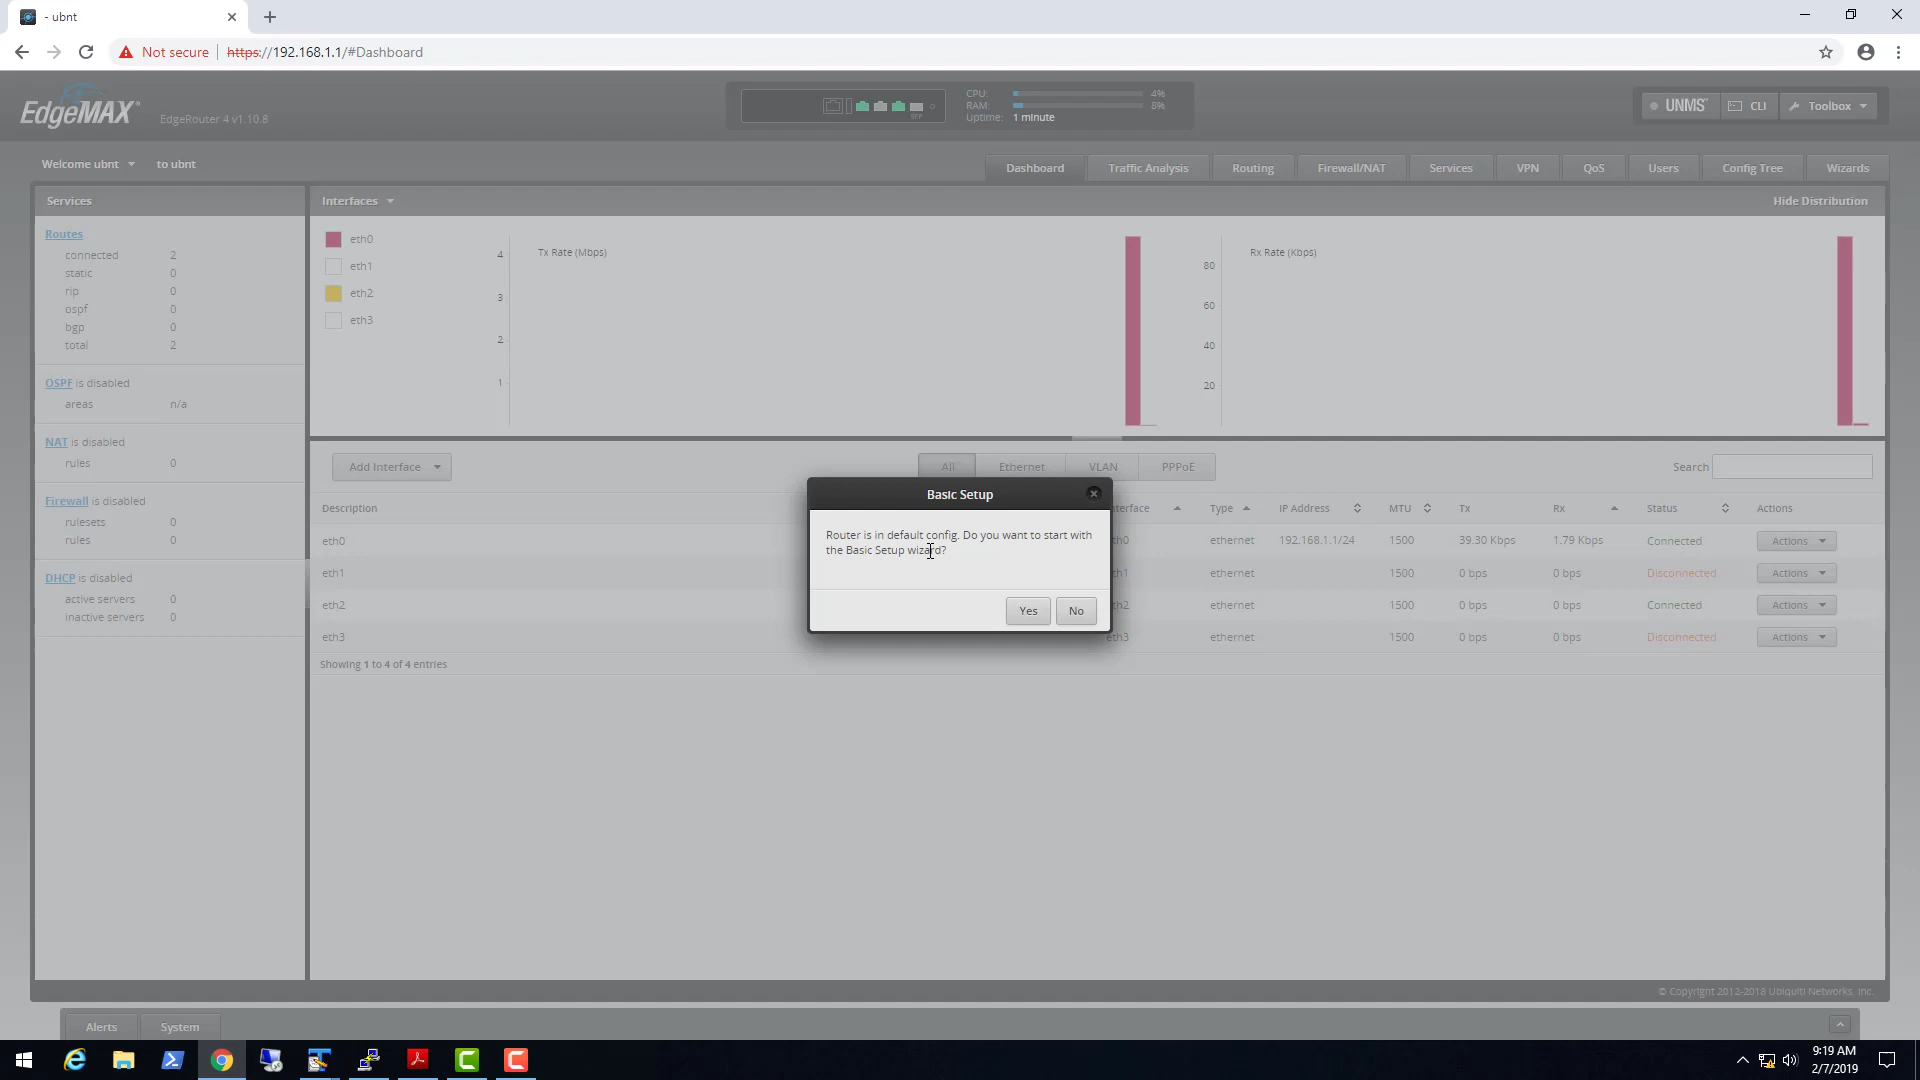 - ubnt
Not secure
https://192.168.1.1/#Dashboard
EdgeMAX
EdgeRouter 4 v1.10.8
SFP
CPU: 4%
RAM: 8%
Uptime: 1 minute
UNMS
CLI
Toolbox
Welcome ubnt
to ubnt
Dashboard
Traffic Analysis
Routing
Firewall/NAT
Services
VPN
QoS
Users
Config Tree
Wizards
Services
Routes
connected 2
static 0
rip 0
ospf 0
bgp 0
total 2
OSPF is disabled
areas n/a
NAT is disabled
rules 0
Firewall is disabled
rulesets 0
rules 0
DHCP is disabled
active servers 0
inactive servers 0
Interfaces
Hide Distribution
eth0
eth1
eth2
eth3
Tx Rate (Mbps)
4
3
2
1
Rx Rate (Kbps)
80
60
40
20
Add Interface
All
Ethernet
VLAN
PPPoE
Search
Description nterface Type IP Address MTU Tx Rx Status Actions
eth0 th0 ethernet 192.168.1.1/24 1500 39.30 Kbps 1.79 Kbps Connected Actions
eth1 th1 ethernet 1500 0 bps 0 bps Disconnected Actions
eth2 th2 ethernet 1500 0 bps 0 bps Connected Actions
eth3 eth3 ethernet 1500 0 bps 0 bps Disconnected Actions
Showing 1 to 4 of 4 entries
Basic Setup
Router is in default config. Do you want to start with
the Basic Setup wizard?
Yes
No
© Copyright 2012-2018 Ubiquiti Networks, Inc.
Alerts
System
9:19 AM
2/7/2019